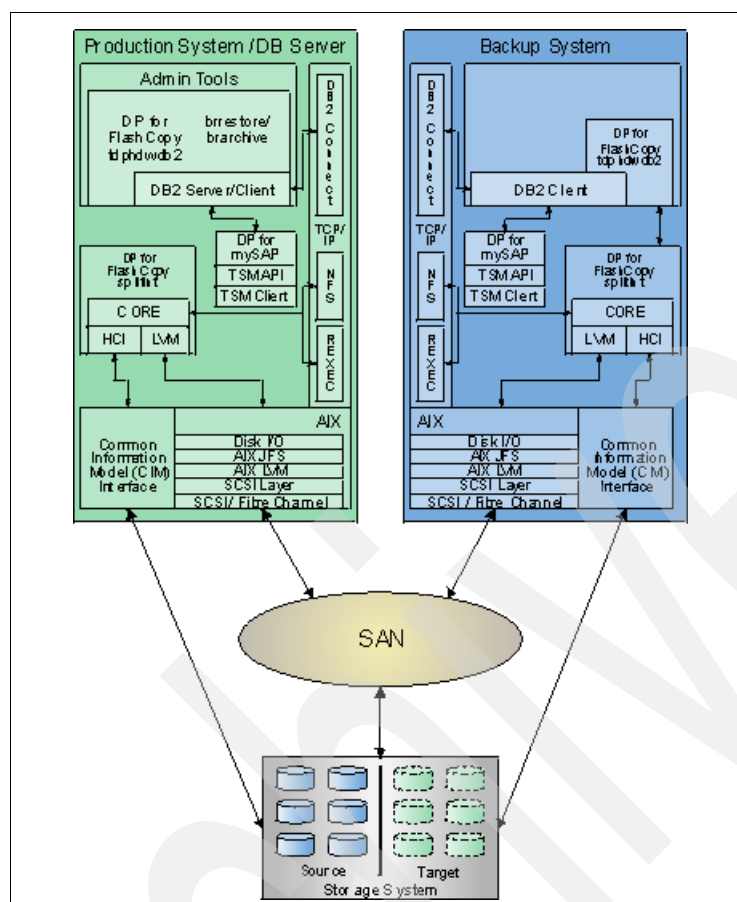 Production System /DB Server
Admin Tools
DP for
FlashCopy
tdphdwdb2
brrestore/
brarchive
DB2 Server/Client
DB2 Connect
TCP/
IP
DP for
mySAP
TSM API
TSM Client
NFS
REXEC
DP for
FlashCopy
splitint
CORE
HCI
LVM
AIX
Common
Information
Model (CIM)
Interface
Disk I/O
AIX JFS
AIX LVM
SCSI Layer
SCSI / Fibre Channel
Backup System
DB2 Connect
DP for
FlashCopy
tdphdwdb2
DB2 Client
TCP/
IP
DP for
mySAP
TSM API
TSM Client
NFS
REXEC
DP for
FlashCopy
splitint
CORE
LVM
HCI
AIX
Disk I/O
AIX JFS
AIX LVM
SCSI Layer
SCSI / Fibre Channel
Common
Information
Model (CIM)
Interface
SAN
Source
Target
Storage System